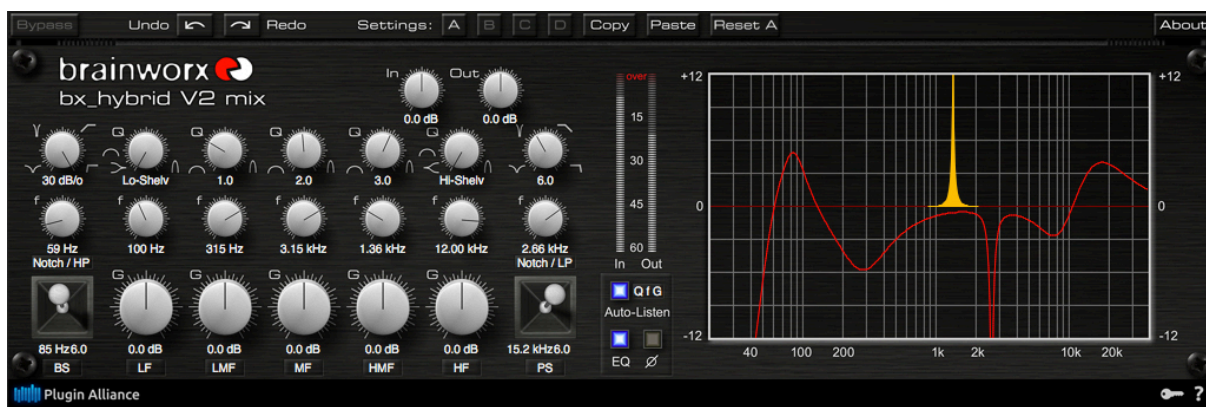 Bypass Undo Redo Settings: A B C D Copy Paste Reset A About
brainworx
bx_hybrid V2 mix
In Out
0.0 dB 0.0 dB
Q Q Q Q Q
30 dB/o Lo-Shelv 1.0 2.0 3.0 Hi-Shelv 6.0
f f f f f f f
59 Hz 100 Hz 315 Hz 3.15 kHz 1.36 kHz 12.00 kHz 2.66 kHz
Notch / HP Notch / LP
G G G G G
85 Hz 6.0 0.0 dB 0.0 dB 0.0 dB 0.0 dB 0.0 dB 15.2 kHz 6.0
BS LF LMF MF HMF HF PS
over
15
30
45
60
In Out
Q f G
Auto-Listen
EQ Ø
+12 +12
0 0
-12 -12
40 100 200 1k 2k 10k 20k
Plugin Alliance ?